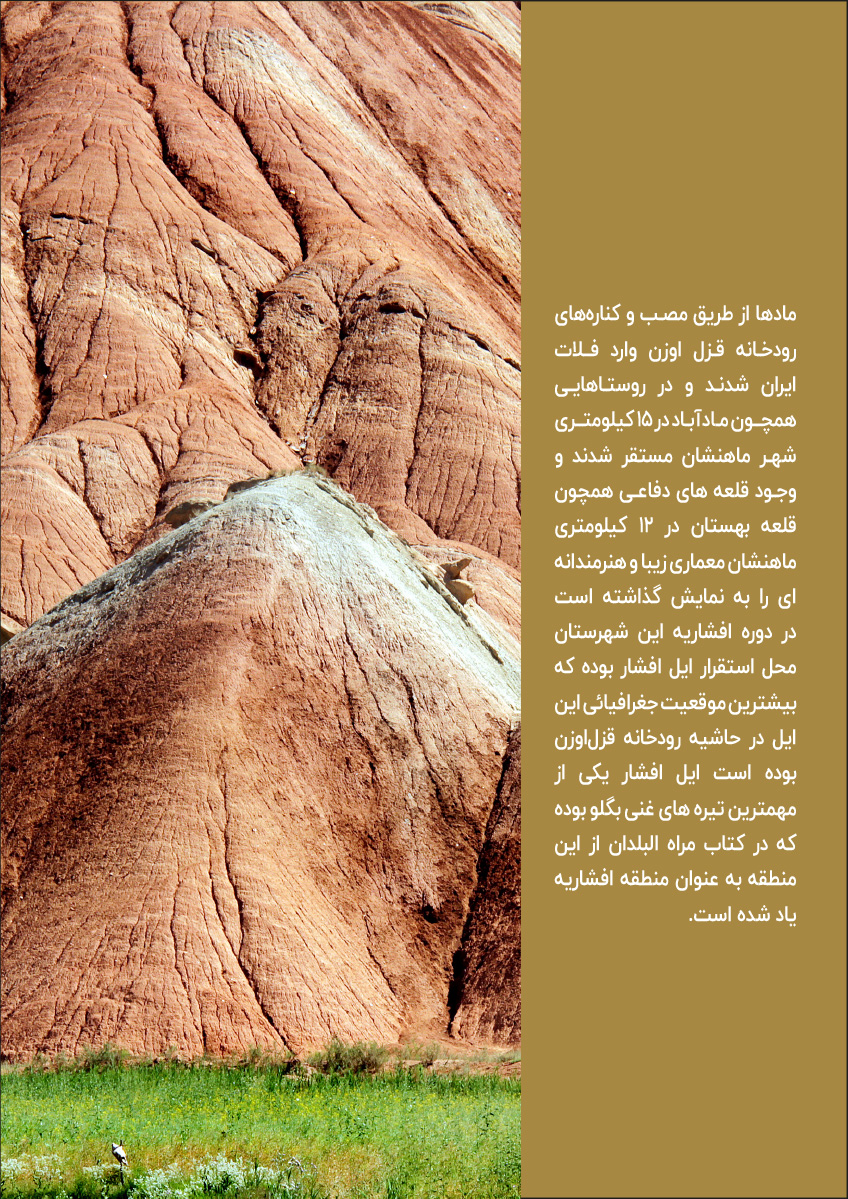 مادها از طریق مصب و کناره‌های
رودخانه قزل اوزن وارد فلات
ایران شدند و در روستاهایی
همچون مادآباد در ۱۵ کیلومتری
شهر ماهنشان مستقر شدند و
وجود قلعه های دفاعی همچون
قلعه بهستان در ۱۲ کیلومتری
ماهنشان معماری زیبا و هنرمندانه
ای را به نمایش گذاشته است
در دوره افشاریه این شهرستان
محل استقرار ایل افشار بوده که
بیشترین موقعیت جغرافیائی این
ایل در حاشیه رودخانه قزل‌اوزن
بوده است ایل افشار یکی از
مهمترین تیره های غنی بگلو بوده
که در کتاب مراه البلدان از این
منطقه به عنوان منطقه افشاریه
یاد شده است.